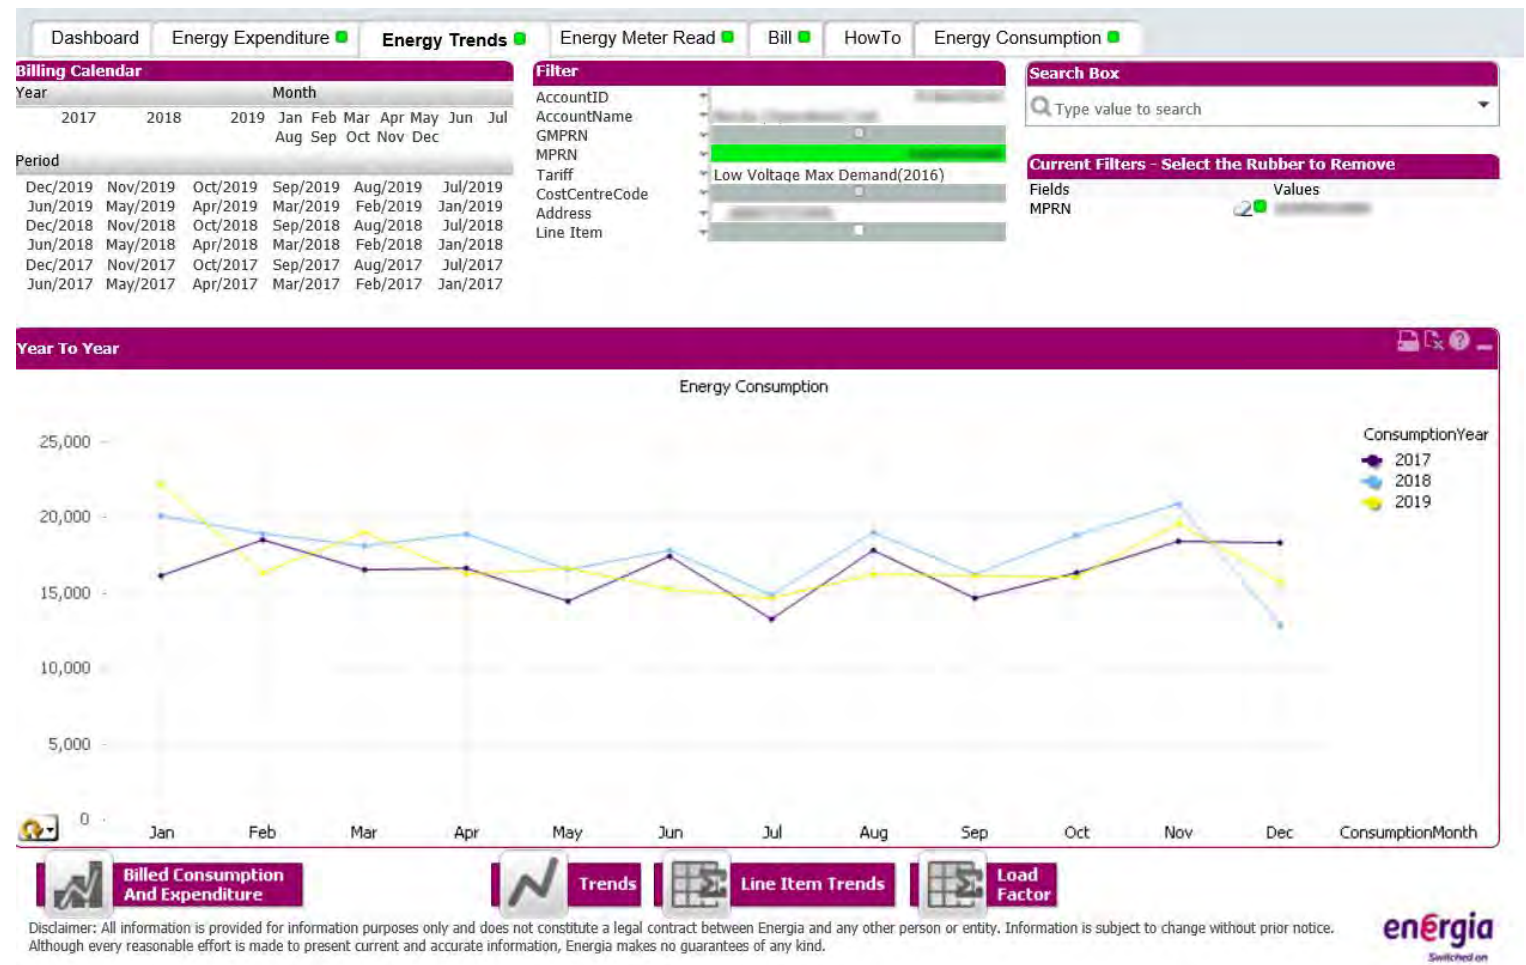 Dashboard Energy Expenditure Energy Trends Energy Meter Read Bill HowTo Energy Consumption
Billing Calendar
Year Month
2017 2018 2019 Jan Feb Mar Apr May Jun Jul
Aug Sep Oct Nov Dec
Period
Dec/2019 Nov/2019 Oct/2019 Sep/2019 Aug/2019 Jul/2019
Jun/2019 May/2019 Apr/2019 Mar/2019 Feb/2019 Jan/2019
Dec/2018 Nov/2018 Oct/2018 Sep/2018 Aug/2018 Jul/2018
Jun/2018 May/2018 Apr/2018 Mar/2018 Feb/2018 Jan/2018
Dec/2017 Nov/2017 Oct/2017 Sep/2017 Aug/2017 Jul/2017
Jun/2017 May/2017 Apr/2017 Mar/2017 Feb/2017 Jan/2017
Filter
AccountID
AccountName
GMPRN
MPRN
Tariff Low Voltage Max Demand(2016)
CostCentreCode
Address
Line Item
Search Box
Type value to search
Current Filters - Select the Rubber to Remove
Fields Values
MPRN
Year To Year
Energy Consumption
25,000
20,000
15,000
10,000
5,000
0
Jan Feb Mar Apr May Jun Jul Aug Sep Oct Nov Dec ConsumptionMonth
ConsumptionYear
2017
2018
2019
Billed Consumption
And Expenditure
Trends
Line Item Trends
Load
Factor
Disclaimer: All information is provided for information purposes only and does not constitute a legal contract between Energia and any other person or entity. Information is subject to change without prior notice.
Although every reasonable effort is made to present current and accurate information, Energia makes no guarantees of any kind.
energia
Switched on